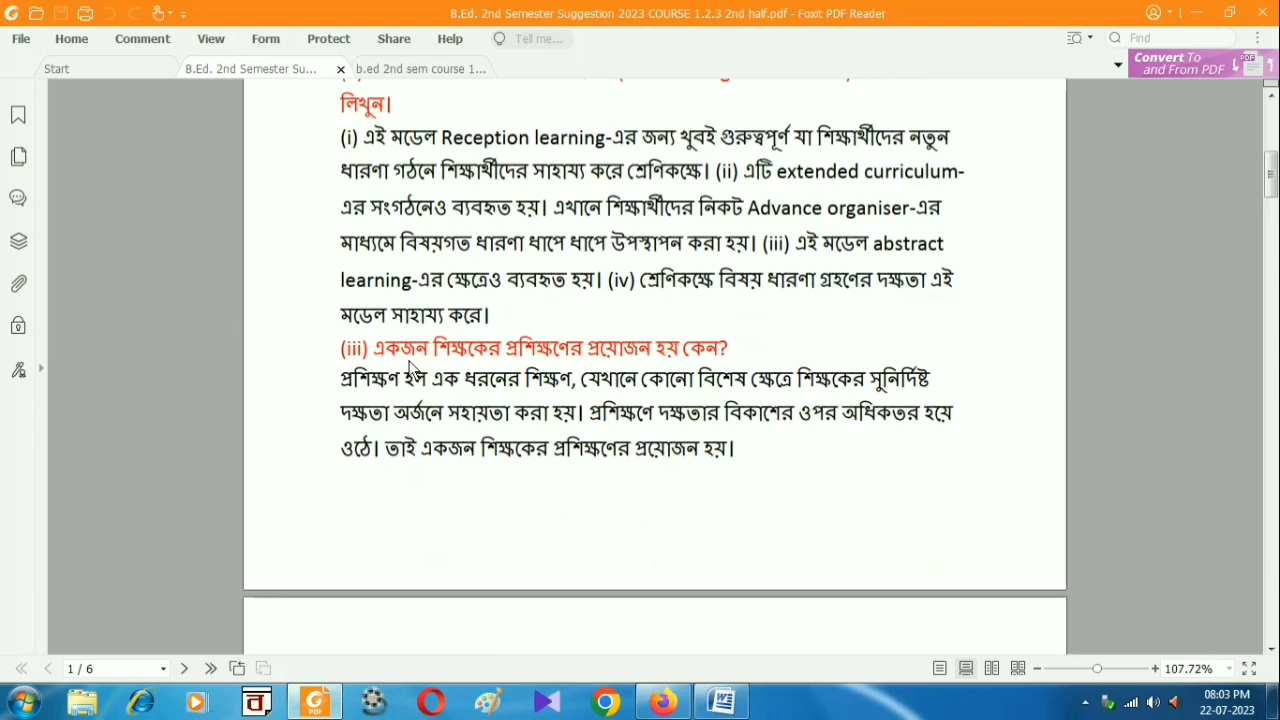 B.Ed. 2nd Semester Suggestion 2023 COURSE 1.2.3 2nd half.pdf - Foxit PDF Reader
File Home Comment View Form Protect Share Help Tell me... Find
Start B.Ed. 2nd Semester Su... b.ed 2nd sem course 1... Convert To
and From PDF
লিখুন।
(i) এই মডেল Reception learning-এর জন্য খুবই গুরুত্বপূর্ণ যা শিক্ষার্থীদের নতুন
ধারণা গঠনে শিক্ষার্থীদের সাহায্য করে শ্রেণিকক্ষে। (ii) এটি extended curriculum-
এর সংগঠনেও ব্যবহৃত হয়। এখানে শিক্ষার্থীদের নিকট Advance organiser-এর
মাধ্যমে বিষয়গত ধারণা ধাপে ধাপে উপস্থাপন করা হয়। (iii) এই মডেল abstract
learning-এর ক্ষেত্রেও ব্যবহৃত হয়। (iv) শ্রেণিকক্ষে বিষয় ধারণা গ্রহণের দক্ষতা এই
মডেল সাহায্য করে।
(iii) একজন শিক্ষকের প্রশিক্ষণের প্রয়োজন হয় কেন?
প্রশিক্ষণ হল এক ধরনের শিক্ষণ, যেখানে কোনো বিশেষ ক্ষেত্রে শিক্ষকের সুনির্দিষ্ট
দক্ষতা অর্জনে সহায়তা করা হয়। প্রশিক্ষণে দক্ষতার বিকাশের ওপর অধিকতর হয়ে
ওঠে। তাই একজন শিক্ষকের প্রশিক্ষণের প্রয়োজন হয়।
1 / 6 107.72%
08:03 PM
22-07-2023